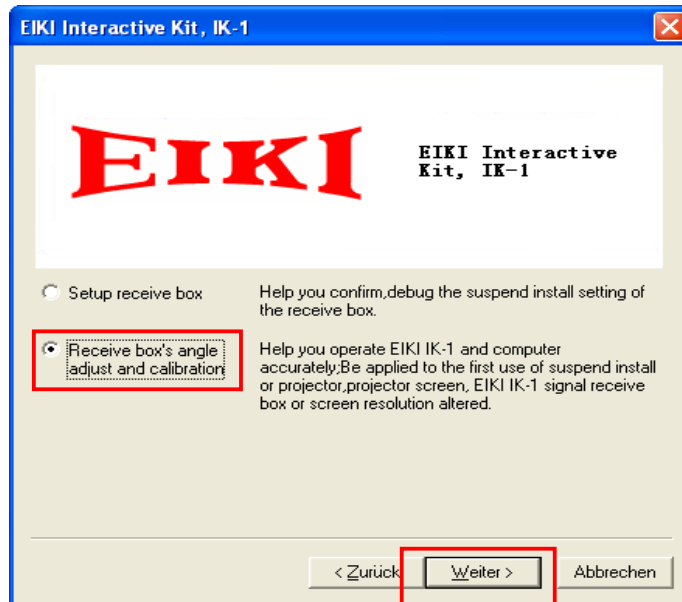 EIKI Interactive Kit, IK-1
EIKI
EIKI Interactive
Kit, IK-1
Setup receive box
Help you confirm,debug the suspend install setting of
the receive box.
Receive box's angle
adjust and calibration
Help you operate EIKI IK-1 and computer
accurately;Be applied to the first use of suspend install
or projector,projector screen, EIKI IK-1 signal receive
box or screen resolution altered.
< Zurück
Weiter >
Abbrechen